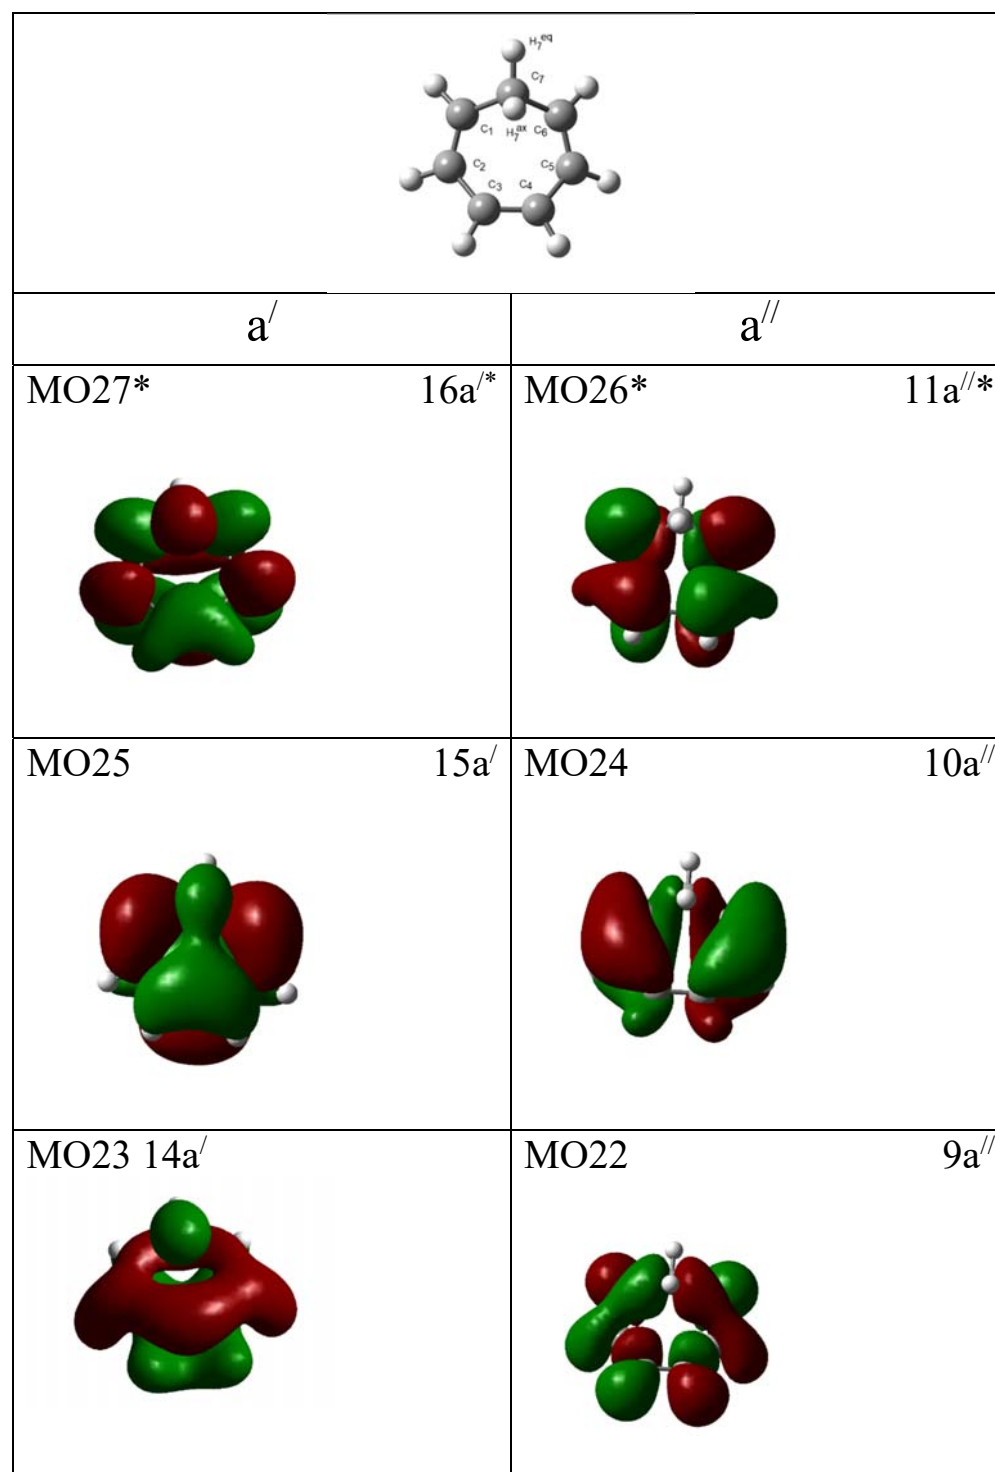 H₇ᵉᑫ
C₇
C₁ H₇ᵃˣ C₆
C₂ C₅
C₃ C₄
a^/ a^//
MO27* 16a^/* MO26* 11a^//*
MO25 15a^/ MO24 10a^//
MO23 14a^/ MO22 9a^//